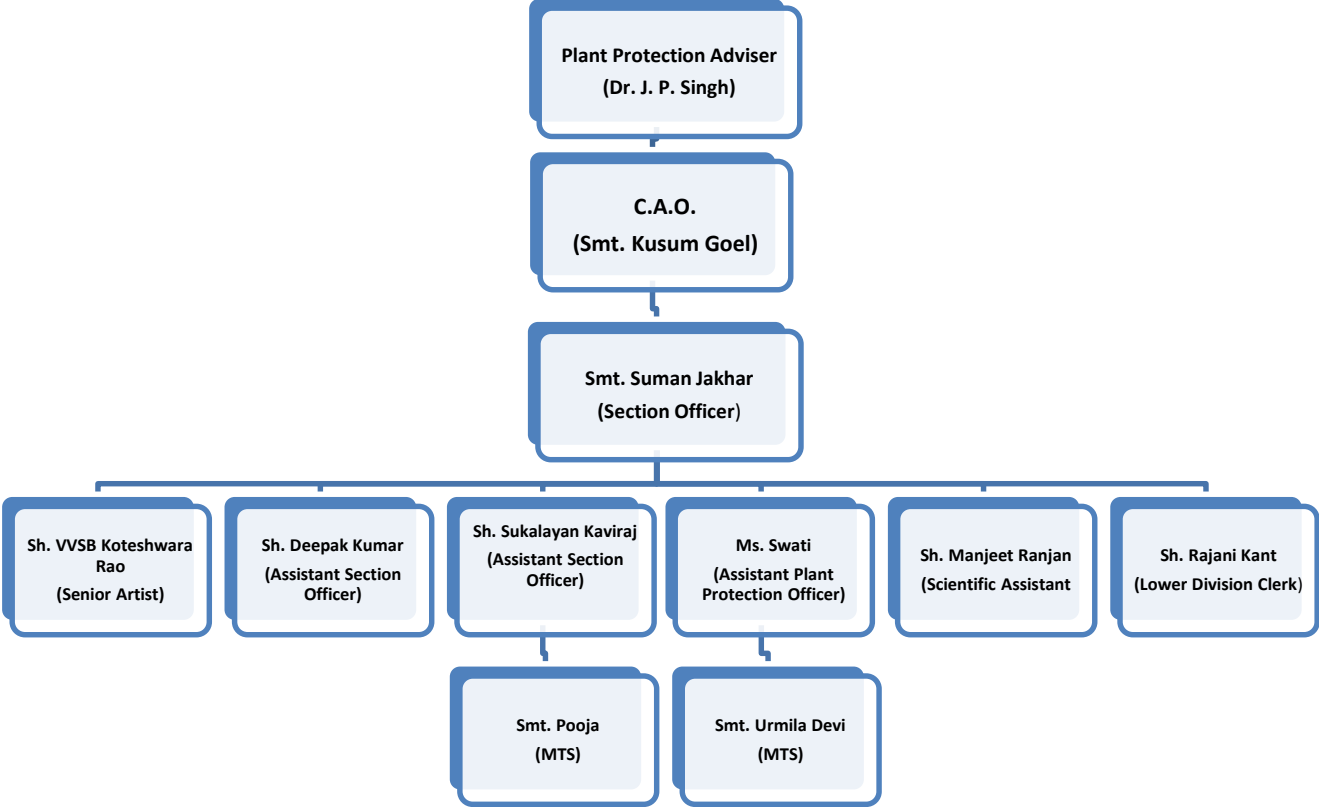 Plant Protection Adviser
(Dr. J. P. Singh)
C.A.O.
(Smt. Kusum Goel)
Smt. Suman Jakhar
(Section Officer)
Sh. VVSB Koteshwara
Rao
(Senior Artist)
Sh. Deepak Kumar
(Assistant Section
Officer)
Sh. Sukalayan Kaviraj
(Assistant Section
Officer)
Ms. Swati
(Assistant Plant
Protection Officer)
Sh. Manjeet Ranjan
(Scientific Assistant
Sh. Rajani Kant
(Lower Division Clerk)
Smt. Pooja
(MTS)
Smt. Urmila Devi
(MTS)